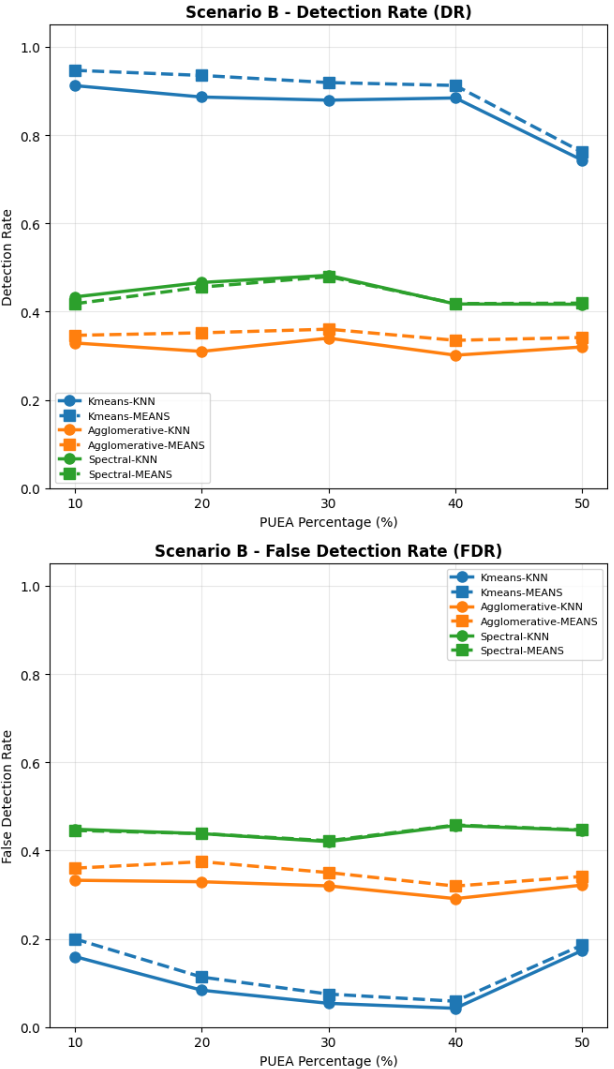 Scenario B - Detection Rate (DR)
1.0
0.8
0.6
0.4
0.2
0.0
Detection Rate
Kmeans-KNN
Kmeans-MEANS
Agglomerative-KNN
Agglomerative-MEANS
Spectral-KNN
Spectral-MEANS
10 20 30 40 50
PUEA Percentage (%)
Scenario B - False Detection Rate (FDR)
1.0
0.8
0.6
0.4
0.2
0.0
False Detection Rate
Kmeans-KNN
Kmeans-MEANS
Agglomerative-KNN
Agglomerative-MEANS
Spectral-KNN
Spectral-MEANS
10 20 30 40 50
PUEA Percentage (%)